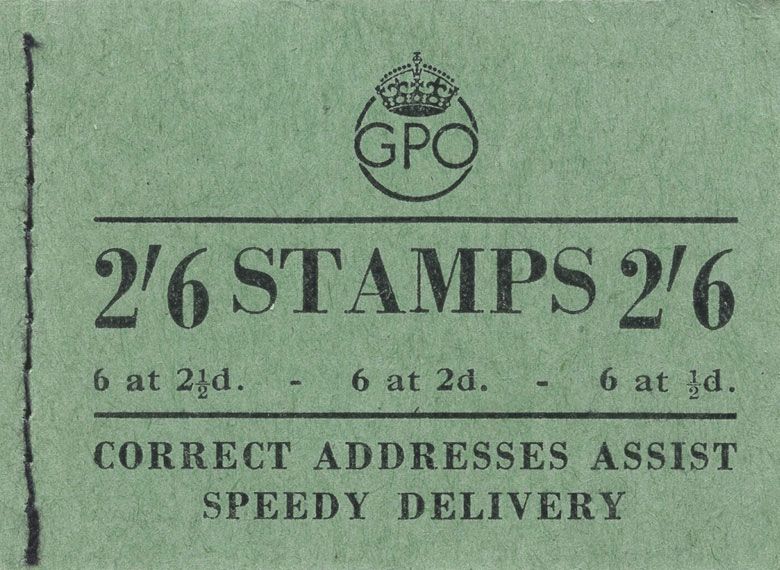 GPO
2'6 STAMPS 2'6
6 at 2½d. - 6 at 2d. - 6 at ½d.
CORRECT ADDRESSES ASSIST
SPEEDY DELIVERY